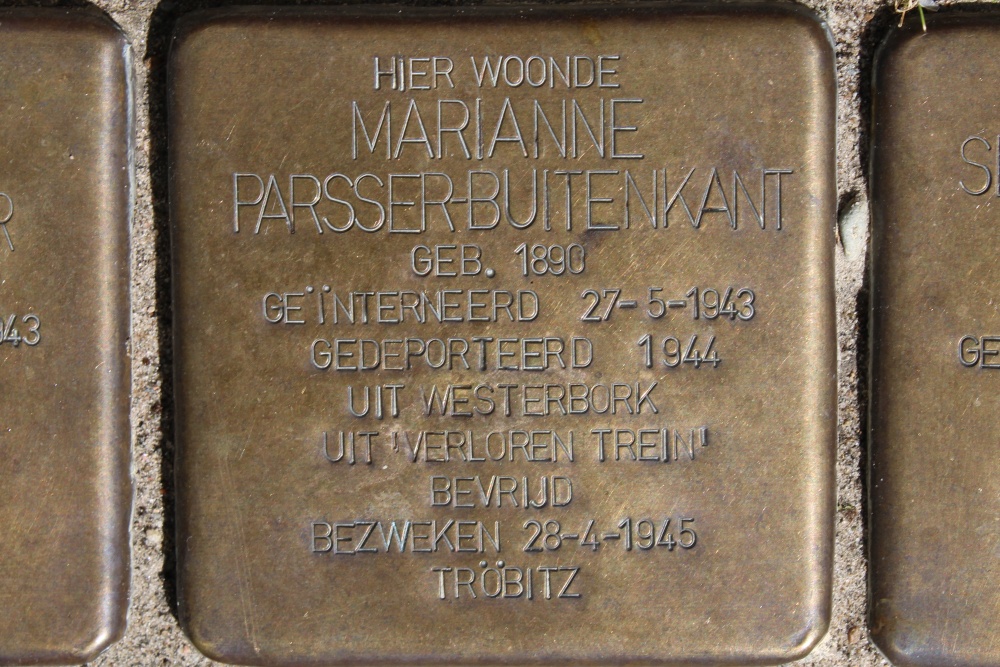 HIER WOONDE
MARIANNE
PARSSER-BUITENKANT
GEB. 1890
GEÏNTERNEERD 27-5-1943
GEDEPORTEERD 1944
UIT WESTERBORK
UIT 'VERLOREN TREIN'
BEVRIJD
BEZWEKEN 28-4-1945
TRÖBITZ